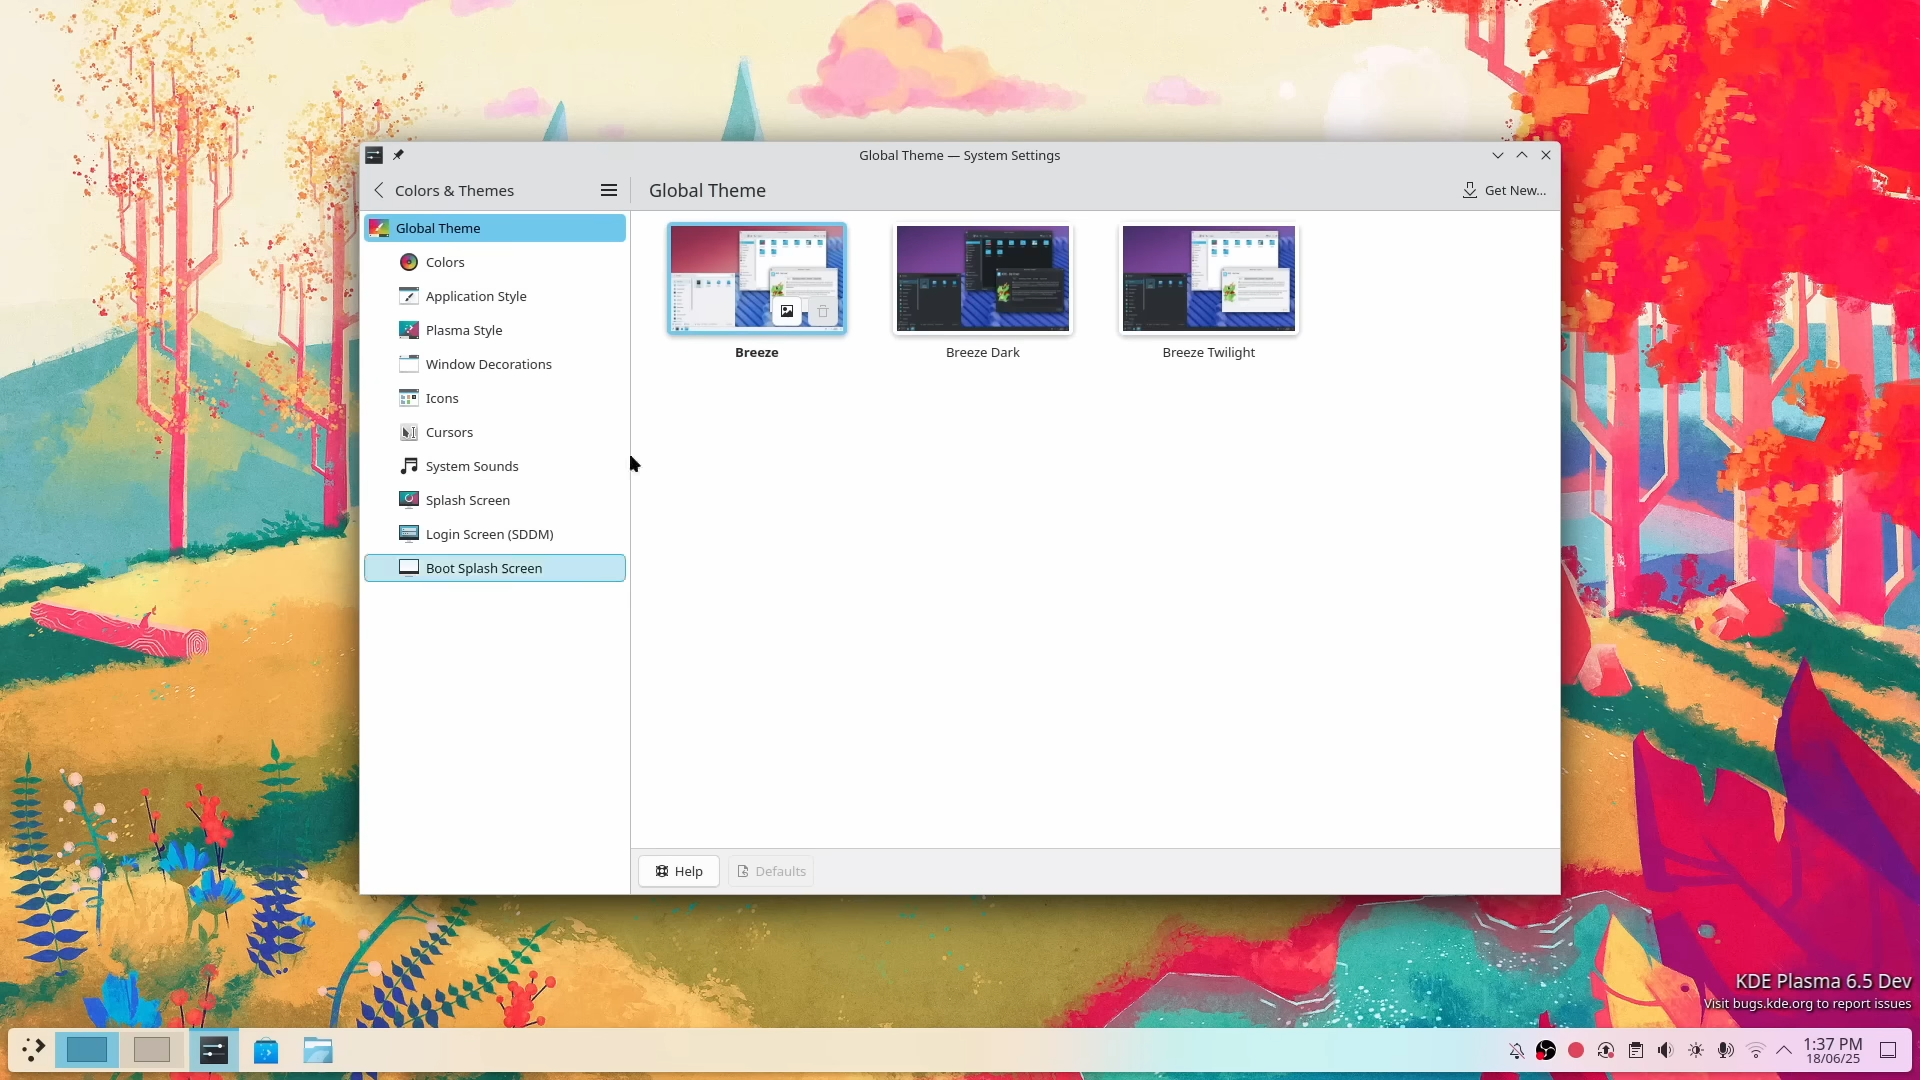 Global Theme — System Settings
Colors & Themes
Global Theme
Get New...
Global Theme
Colors
Application Style
Plasma Style
Window Decorations
Icons
Cursors
System Sounds
Splash Screen
Login Screen (SDDM)
Boot Splash Screen
Breeze
Breeze Dark
Breeze Twilight
Help
Defaults
KDE Plasma 6.5 Dev
Visit bugs.kde.org to report issues
1:37 PM
18/06/25